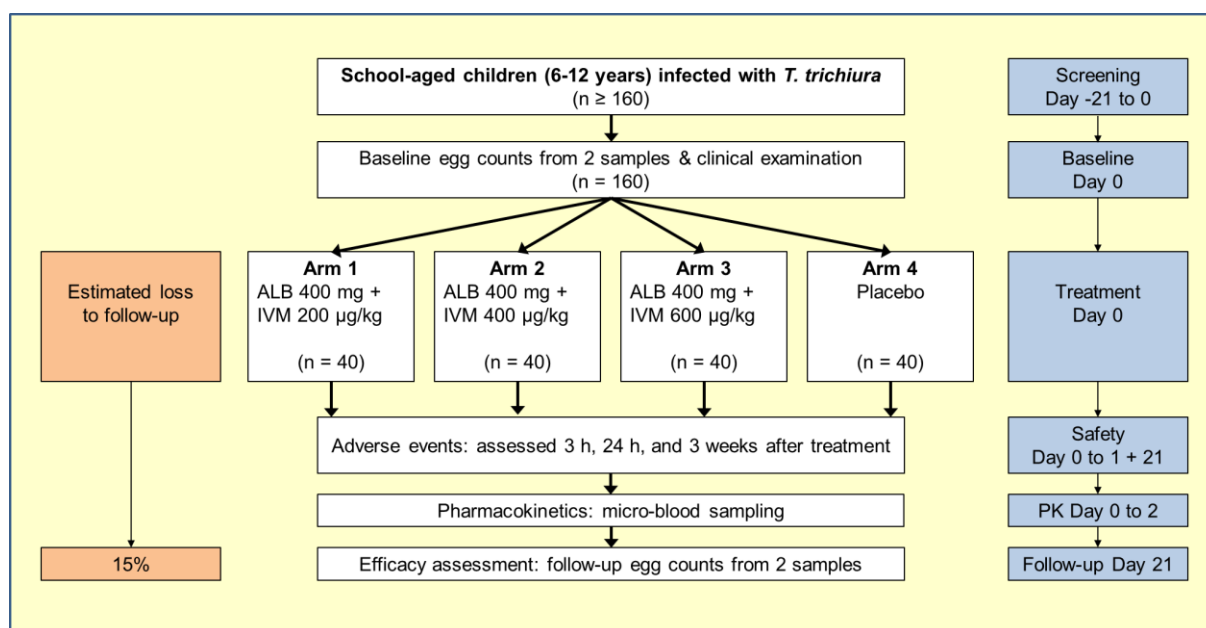 School-aged children (6-12 years) infected with T. trichiura
(n ≥ 160)
Screening
Day -21 to 0
Baseline egg counts from 2 samples & clinical examination
(n = 160)
Baseline
Day 0
Estimated loss
to follow-up
Arm 1
ALB 400 mg +
IVM 200 µg/kg
(n = 40)
Arm 2
ALB 400 mg +
IVM 400 µg/kg
(n = 40)
Arm 3
ALB 400 mg +
IVM 600 µg/kg
(n = 40)
Arm 4
Placebo
(n = 40)
Treatment
Day 0
Adverse events: assessed 3 h, 24 h, and 3 weeks after treatment
Safety
Day 0 to 1 + 21
Pharmacokinetics: micro-blood sampling
PK Day 0 to 2
15%
Efficacy assessment: follow-up egg counts from 2 samples
Follow-up Day 21